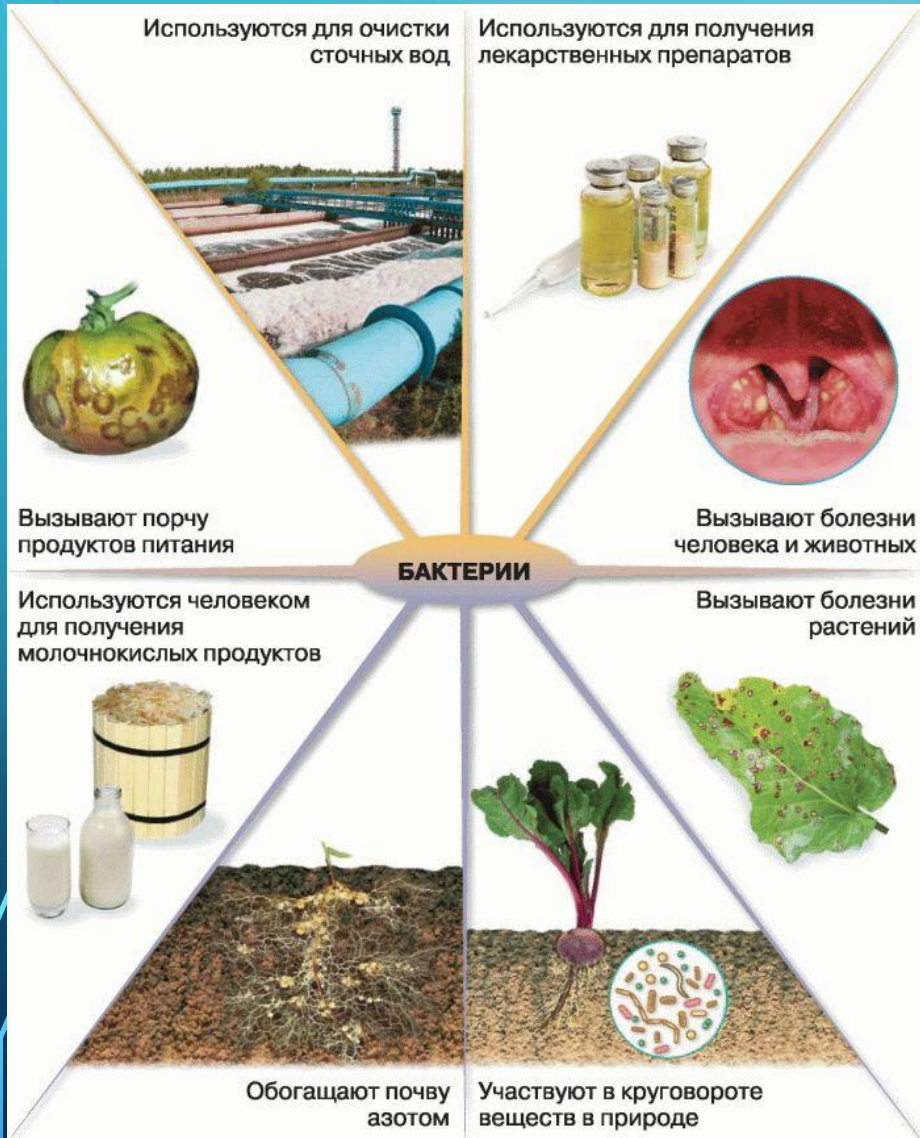 Используются для очистки
сточных вод
Используются для получения
лекарственных препаратов
Вызывают порчу
продуктов питания
Вызывают болезни
человека и животных
БАКТЕРИИ
Используются человеком
для получения
молочнокислых продуктов
Вызывают болезни
растений
Обогащают почву
азотом
Участвуют в круговороте
веществ в природе